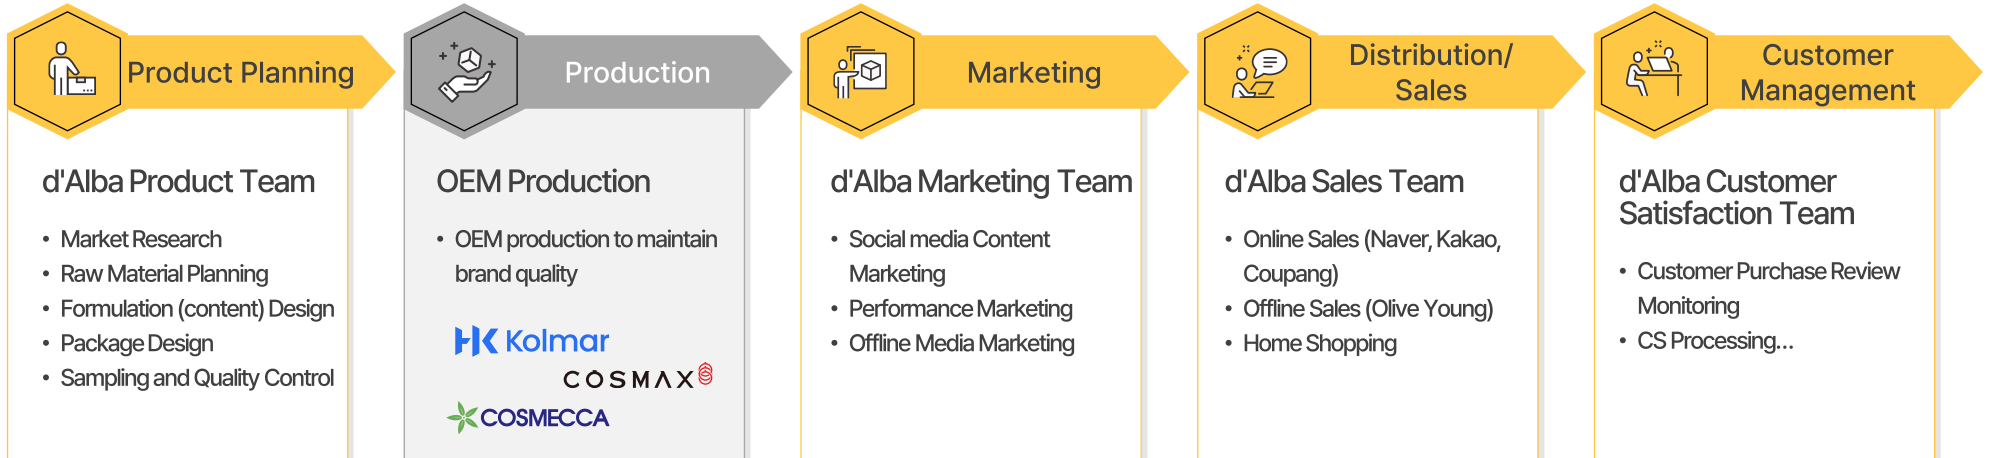 Product Planning
d'Alba Product Team
• Market Research
• Raw Material Planning
• Formulation (content) Design
• Package Design
• Sampling and Quality Control
Production
OEM Production
• OEM production to maintain
brand quality
HK Kolmar
COSMAX
COSMECCA
Marketing
d'Alba Marketing Team
• Social media Content
Marketing
• Performance Marketing
• Offline Media Marketing
Distribution/
Sales
d'Alba Sales Team
• Online Sales (Naver, Kakao,
Coupang)
• Offline Sales (Olive Young)
• Home Shopping
Customer
Management
d'Alba Customer
Satisfaction Team
• Customer Purchase Review
Monitoring
• CS Processing...